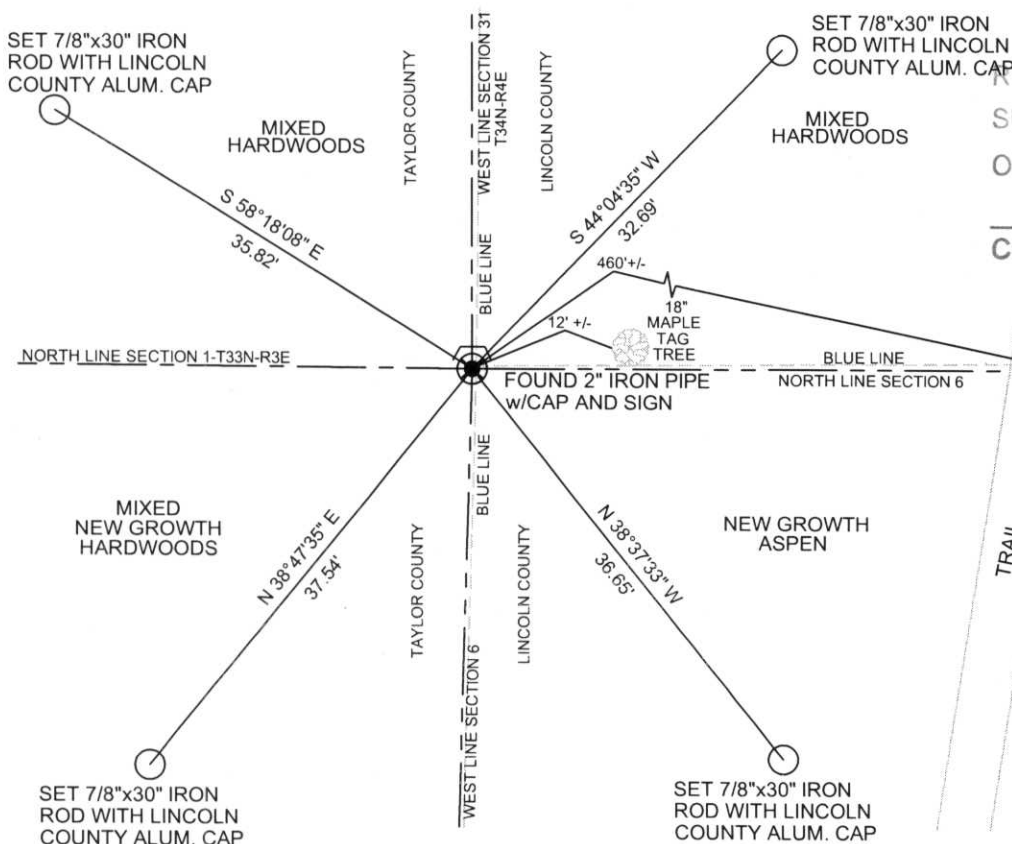 SET 7/8"x30" IRON
ROD WITH LINCOLN
COUNTY ALUM. CAP
MIXED
HARDWOODS
TAYLOR COUNTY
WEST LINE SECTION 31
T34N-R4E
LINCOLN COUNTY
SET 7/8"x30" IRON
ROD WITH LINCOLN
COUNTY ALUM. CAP
MIXED
HARDWOODS
S 58°18'08" E
35.82'
BLUE LINE
S 44°04'35" W
32.69'
460'+/-
12' +/-
18"
MAPLE
TAG
TREE
NORTH LINE SECTION 1-T33N-R3E
BLUE LINE
NORTH LINE SECTION 6
FOUND 2" IRON PIPE
w/CAP AND SIGN
BLUE LINE
MIXED
NEW GROWTH
HARDWOODS
N 38°47'35" E
37.54'
TAYLOR COUNTY
LINCOLN COUNTY
N 38°37'33" W
36.65'
NEW GROWTH
ASPEN
TRAIL
WEST LINE SECTION 6
SET 7/8"x30" IRON
ROD WITH LINCOLN
COUNTY ALUM. CAP
SET 7/8"x30" IRON
ROD WITH LINCOLN
COUNTY ALUM. CAP